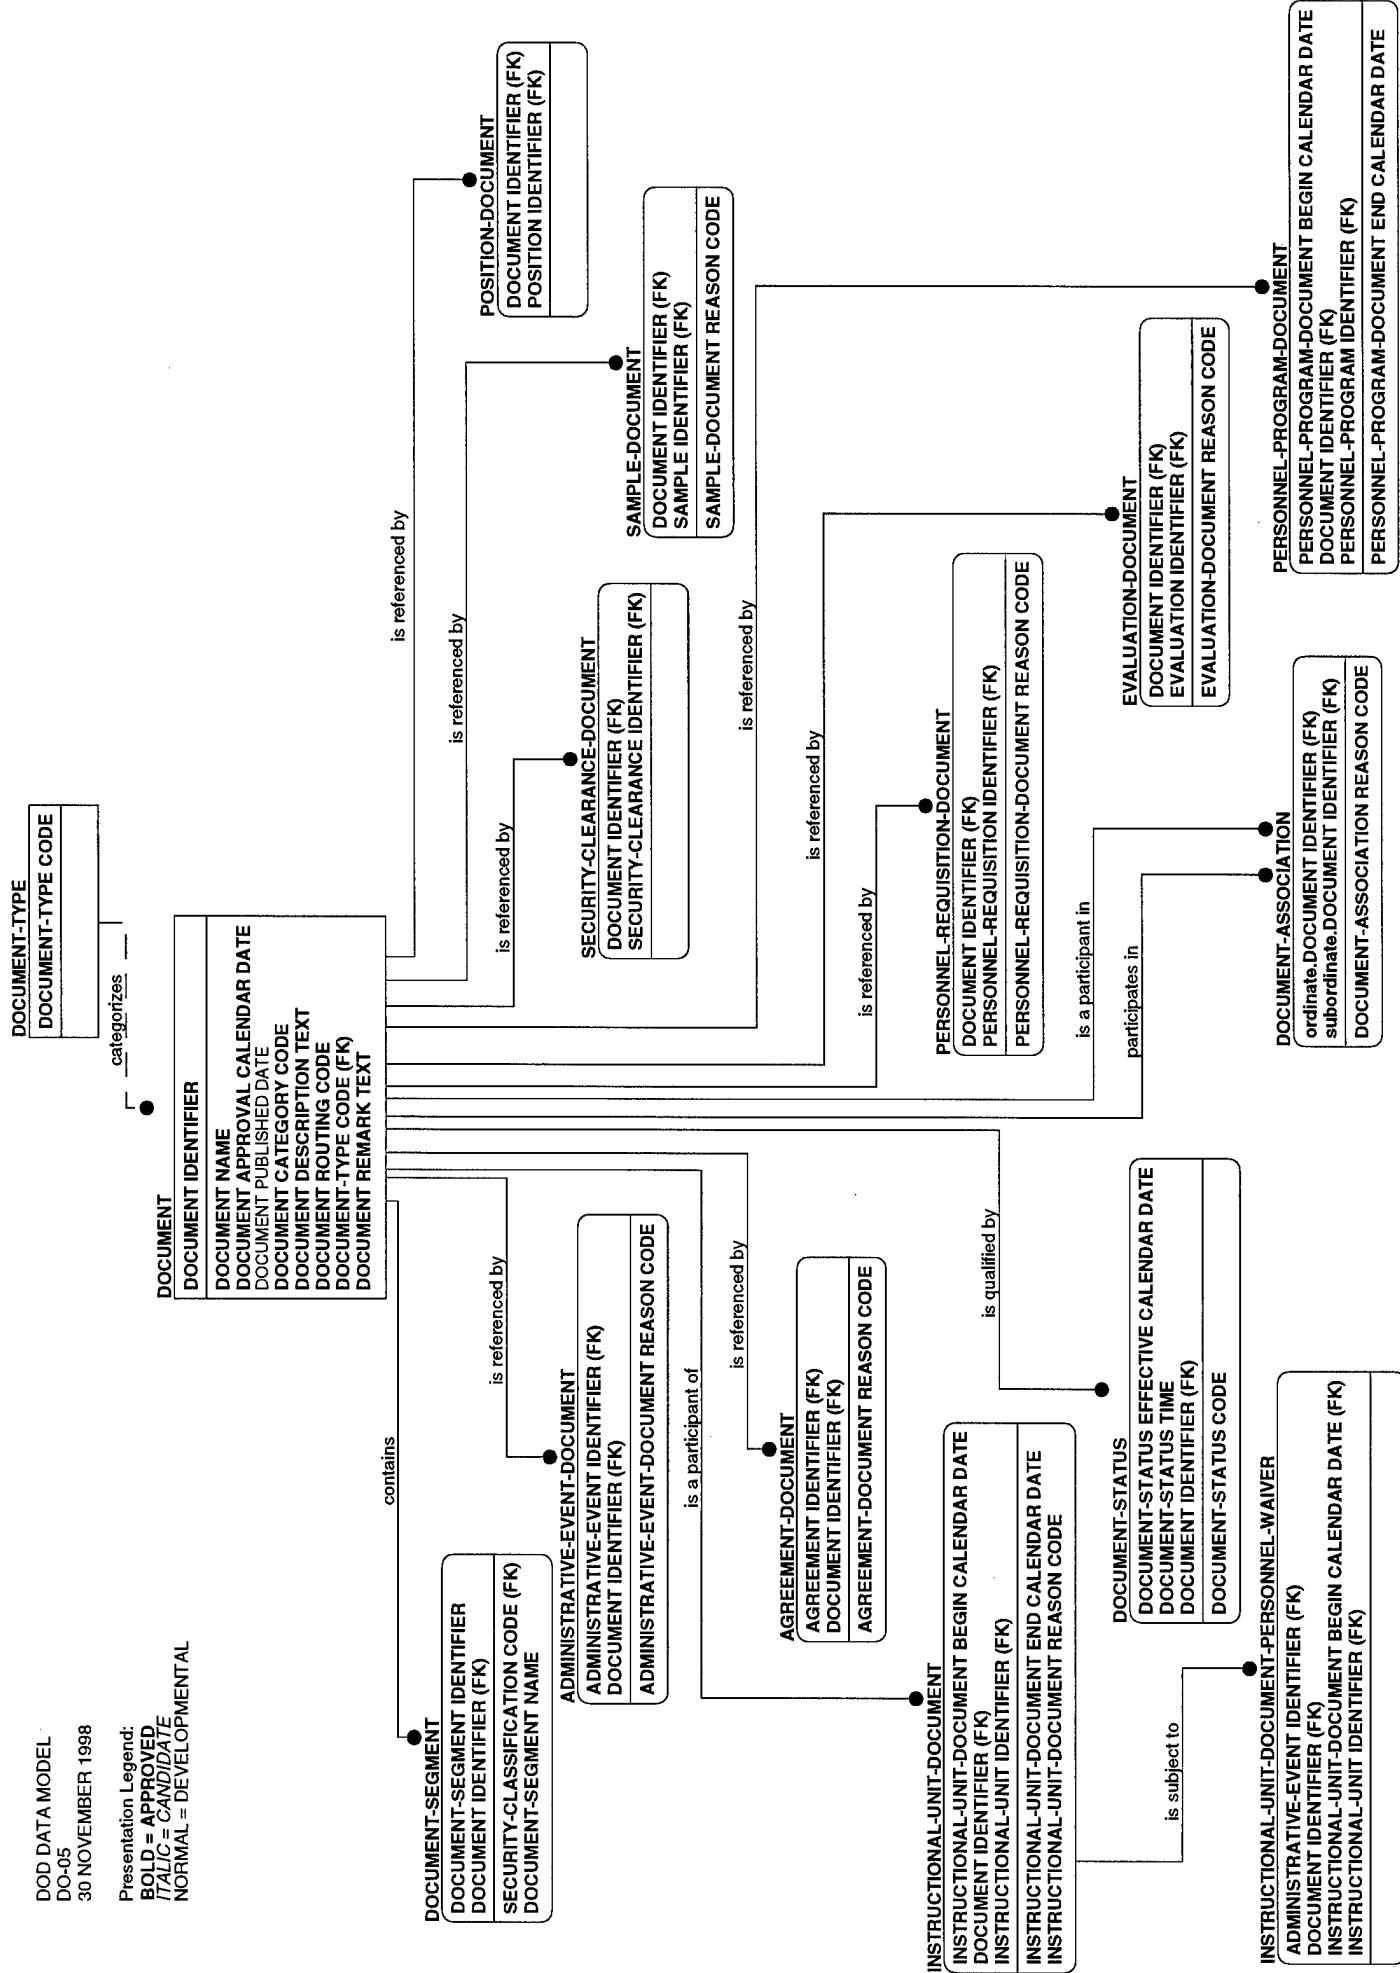 DOD DATA MODEL
DO-05
30 NOVEMBER 1998
Presentation Legend:
BOLD = APPROVED
ITALIC = CANDIDATE
NORMAL = DEVELOPMENTAL
DOCUMENT-TYPE
DOCUMENT-TYPE CODE
categorizes
DOCUMENT
DOCUMENT IDENTIFIER
DOCUMENT NAME
DOCUMENT APPROVAL CALENDAR DATE
DOCUMENT PUBLISHED DATE
DOCUMENT CATEGORY CODE
DOCUMENT DESCRIPTION TEXT
DOCUMENT ROUTING CODE
DOCUMENT-TYPE CODE (FK)
DOCUMENT REMARK TEXT
contains
DOCUMENT-SEGMENT
DOCUMENT-SEGMENT IDENTIFIER
DOCUMENT IDENTIFIER (FK)
SECURITY-CLASSIFICATION CODE (FK)
DOCUMENT-SEGMENT NAME
is referenced by
ADMINISTRATIVE-EVENT-DOCUMENT
ADMINISTRATIVE-EVENT IDENTIFIER (FK)
DOCUMENT IDENTIFIER (FK)
ADMINISTRATIVE-EVENT-DOCUMENT REASON CODE
is a participant of
is referenced by
AGREEMENT-DOCUMENT
AGREEMENT IDENTIFIER (FK)
DOCUMENT IDENTIFIER (FK)
AGREEMENT-DOCUMENT REASON CODE
INSTRUCTIONAL-UNIT-DOCUMENT
INSTRUCTIONAL-UNIT-DOCUMENT BEGIN CALENDAR DATE
DOCUMENT IDENTIFIER (FK)
INSTRUCTIONAL-UNIT IDENTIFIER (FK)
INSTRUCTIONAL-UNIT-DOCUMENT END CALENDAR DATE
INSTRUCTIONAL-UNIT-DOCUMENT REASON CODE
is qualified by
DOCUMENT-STATUS
DOCUMENT-STATUS EFFECTIVE CALENDAR DATE
DOCUMENT-STATUS TIME
DOCUMENT IDENTIFIER (FK)
DOCUMENT-STATUS CODE
is subject to
INSTRUCTIONAL-UNIT-DOCUMENT-PERSONNEL-WAIVER
ADMINISTRATIVE-EVENT IDENTIFIER (FK)
DOCUMENT IDENTIFIER (FK)
INSTRUCTIONAL-UNIT-DOCUMENT BEGIN CALENDAR DATE (FK)
INSTRUCTIONAL-UNIT IDENTIFIER (FK)
is referenced by
POSITION-DOCUMENT
DOCUMENT IDENTIFIER (FK)
POSITION IDENTIFIER (FK)
is referenced by
SAMPLE-DOCUMENT
DOCUMENT IDENTIFIER (FK)
SAMPLE IDENTIFIER (FK)
SAMPLE-DOCUMENT REASON CODE
is referenced by
SECURITY-CLEARANCE-DOCUMENT
DOCUMENT IDENTIFIER (FK)
SECURITY-CLEARANCE IDENTIFIER (FK)
is referenced by
PERSONNEL-PROGRAM-DOCUMENT
PERSONNEL-PROGRAM-DOCUMENT BEGIN CALENDAR DATE
DOCUMENT IDENTIFIER (FK)
PERSONNEL-PROGRAM IDENTIFIER (FK)
PERSONNEL-PROGRAM-DOCUMENT END CALENDAR DATE
is referenced by
EVALUATION-DOCUMENT
DOCUMENT IDENTIFIER (FK)
EVALUATION IDENTIFIER (FK)
EVALUATION-DOCUMENT REASON CODE
is referenced by
PERSONNEL-REQUISITION-DOCUMENT
DOCUMENT IDENTIFIER (FK)
PERSONNEL-REQUISITION IDENTIFIER (FK)
PERSONNEL-REQUISITION-DOCUMENT REASON CODE
is a participant in
participates in
DOCUMENT-ASSOCIATION
ordinate.DOCUMENT IDENTIFIER (FK)
subordinate.DOCUMENT IDENTIFIER (FK)
DOCUMENT-ASSOCIATION REASON CODE